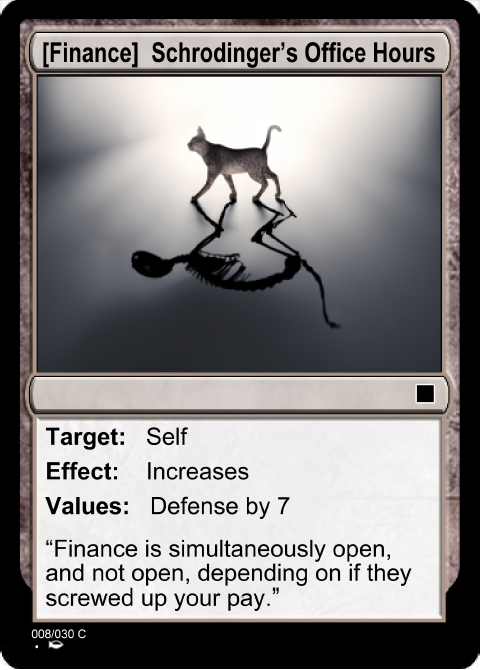 [Finance] Schrodinger's Office Hours
Target: Self
Effect: Increases
Values: Defense by 7
“Finance is simultaneously open,
and not open, depending on if they
screwed up your pay.”
008/030 C